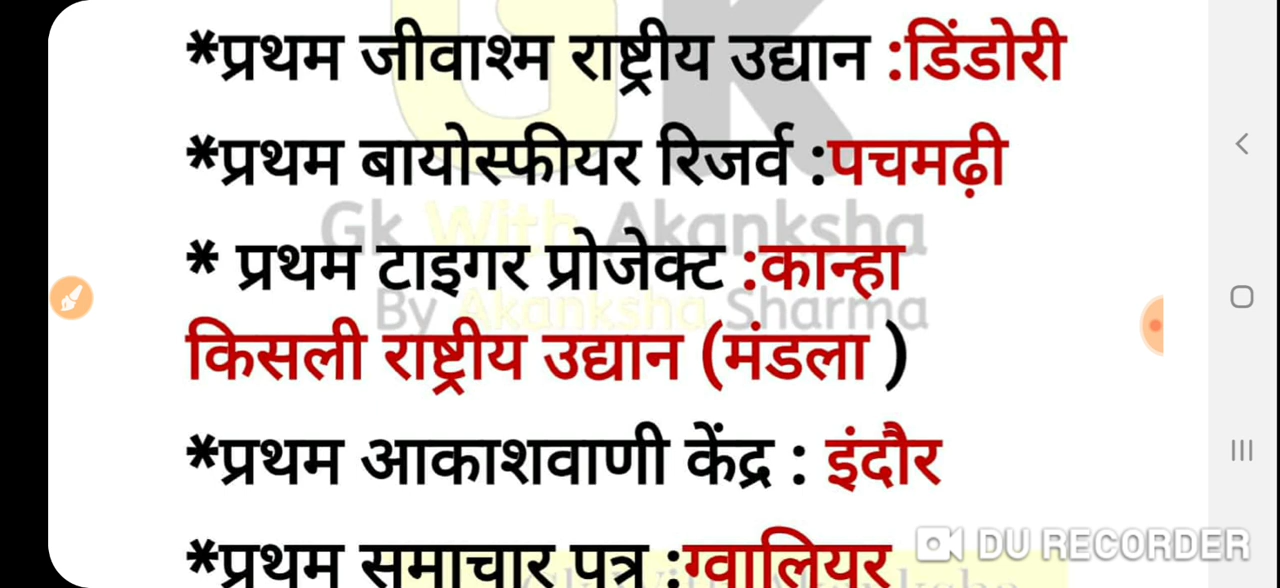 *प्रथम जीवाश्म राष्ट्रीय उद्यान :डिंडोरी
*प्रथम बायोस्फीयर रिजर्व :पचमढ़ी
Gk With Akanksha
* प्रथम टाइगर प्रोजेक्ट :कान्हा
By Akanksha Sharma
किसली राष्ट्रीय उद्यान (मंडला )
*प्रथम आकाशवाणी केंद्र : इंदौर
*प्रथम समाचार पत्र :ग्वालियर
DU RECORDER